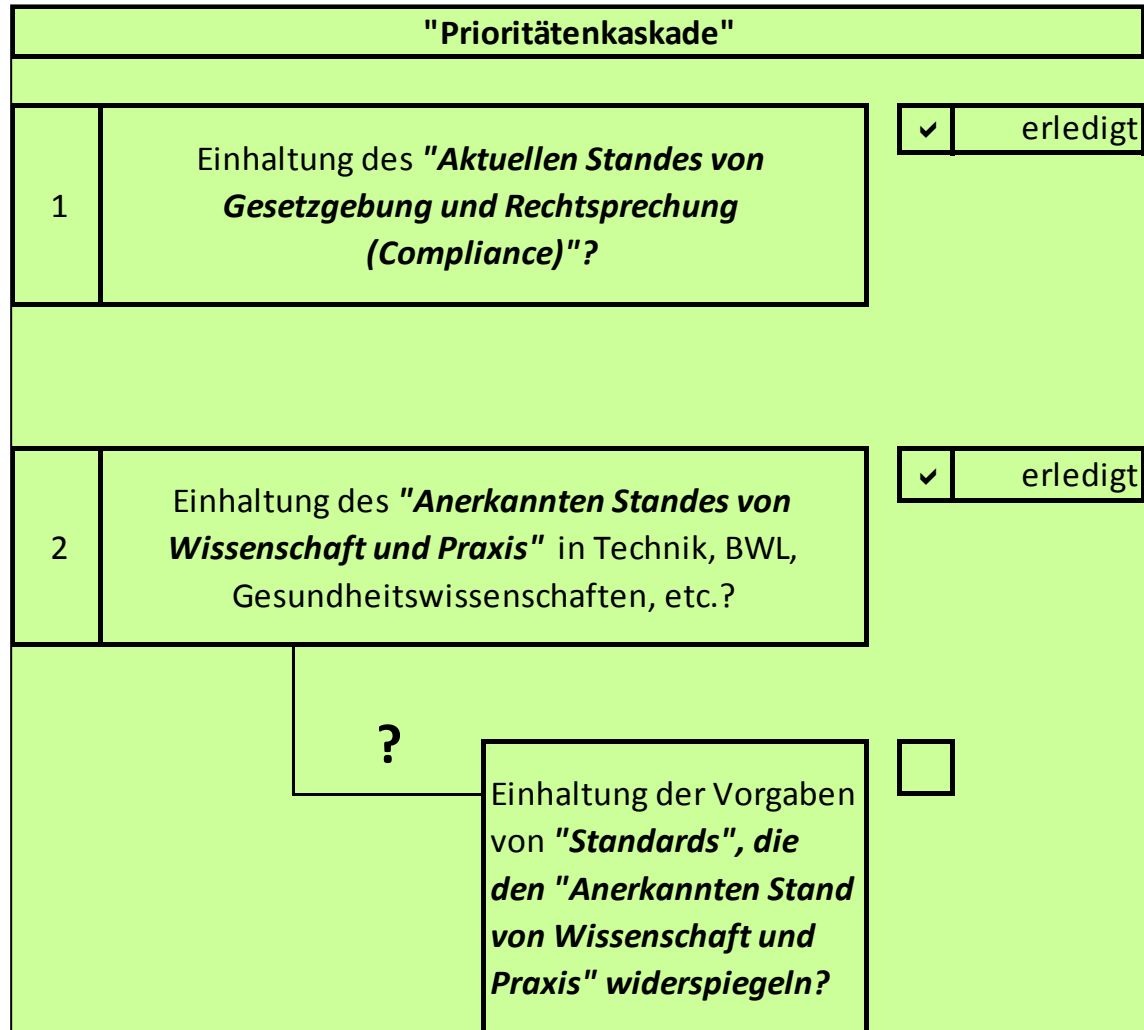 "Prioritätenkaskade"
1
Einhaltung des "Aktuellen Standes von
Gesetzgebung und Rechtsprechung
(Compliance)"?
✓ erledigt
2
Einhaltung des "Anerkannten Standes von
Wissenschaft und Praxis" in Technik, BWL,
Gesundheitswissenschaften, etc.?
✓ erledigt
?
Einhaltung der Vorgaben
von "Standards", die
den "Anerkannten Stand
von Wissenschaft und
Praxis" widerspiegeln?